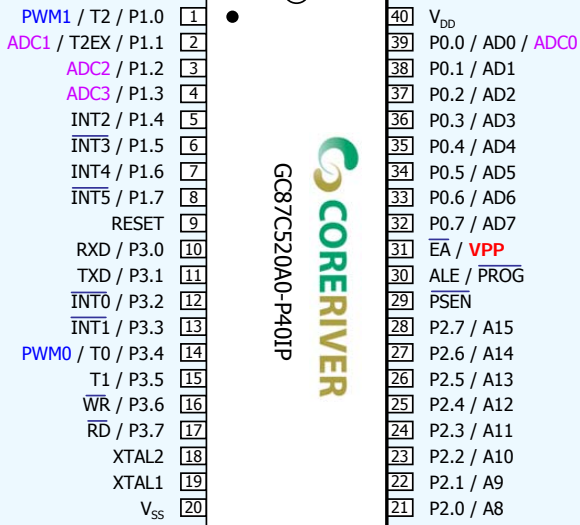 PWM1 / T2 / P1.0 1
ADC1 / T2EX / P1.1 2
ADC2 / P1.2 3
ADC3 / P1.3 4
INT2 / P1.4 5
INT3 / P1.5 6
INT4 / P1.6 7
INT5 / P1.7 8
RESET 9
RXD / P3.0 10
TXD / P3.1 11
INT0 / P3.2 12
INT1 / P3.3 13
PWM0 / T0 / P3.4 14
T1 / P3.5 15
WR / P3.6 16
RD / P3.7 17
XTAL2 18
XTAL1 19
VSS 20
GC87C520A0-P40IP
CORERIVER
40 VDD
39 P0.0 / AD0 / ADC0
38 P0.1 / AD1
37 P0.2 / AD2
36 P0.3 / AD3
35 P0.4 / AD4
34 P0.5 / AD5
33 P0.6 / AD6
32 P0.7 / AD7
31 EA / VPP
30 ALE / PROG
29 PSEN
28 P2.7 / A15
27 P2.6 / A14
26 P2.5 / A13
25 P2.4 / A12
24 P2.3 / A11
23 P2.2 / A10
22 P2.1 / A9
21 P2.0 / A8